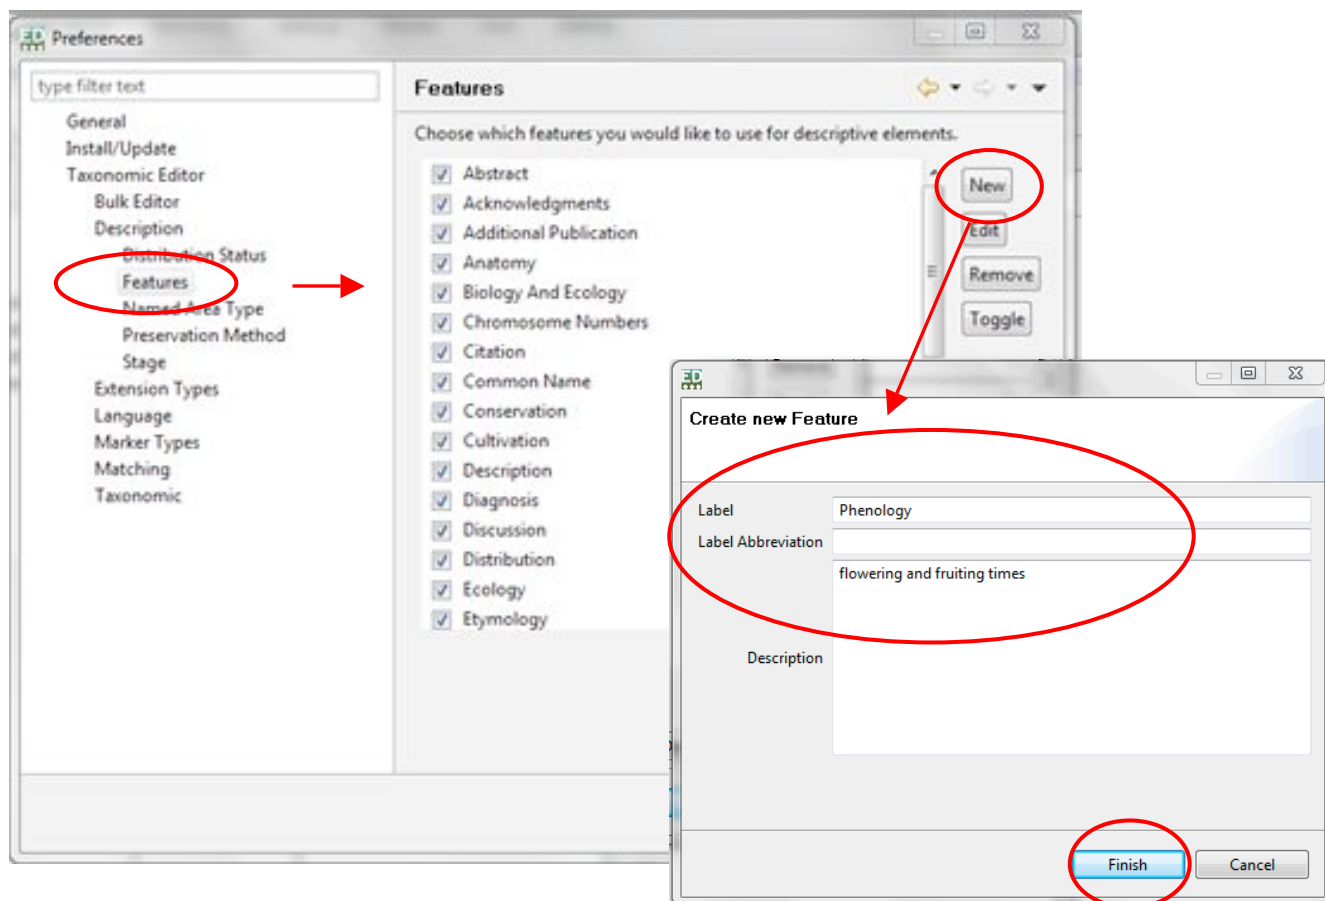 Preferences
type filter text
General
Install/Update
Taxonomic Editor
Bulk Editor
Description
Distribution Status
Features
Named Area Type
Preservation Method
Stage
Extension Types
Language
Marker Types
Matching
Taxonomic
Features
Choose which features you would like to use for descriptive elements.
Abstract
Acknowledgments
Additional Publication
Anatomy
Biology And Ecology
Chromosome Numbers
Citation
Common Name
Conservation
Cultivation
Description
Diagnosis
Discussion
Distribution
Ecology
Etymology
New
Edit
Remove
Toggle
Create new Feature
Label Phenology
Label Abbreviation
flowering and fruiting times
Description
Finish Cancel